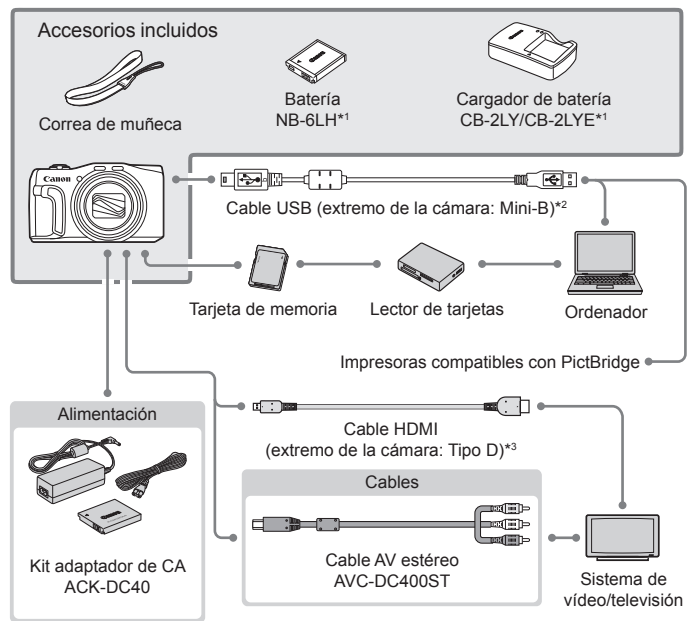 Accesorios incluidos
Correa de muñeca
Canon
Batería
NB-6LH*1
Canon
Cargador de batería
CB-2LY/CB-2LYE*1
Canon
Cable USB (extremo de la cámara: Mini-B)*2
Tarjeta de memoria
Lector de tarjetas
Ordenador
Impresoras compatibles con PictBridge
Alimentación
Kit adaptador de CA
ACK-DC40
Cable HDMI
(extremo de la cámara: Tipo D)*3
Cables
Cable AV estéreo
AVC-DC400ST
Sistema de
vídeo/televisión